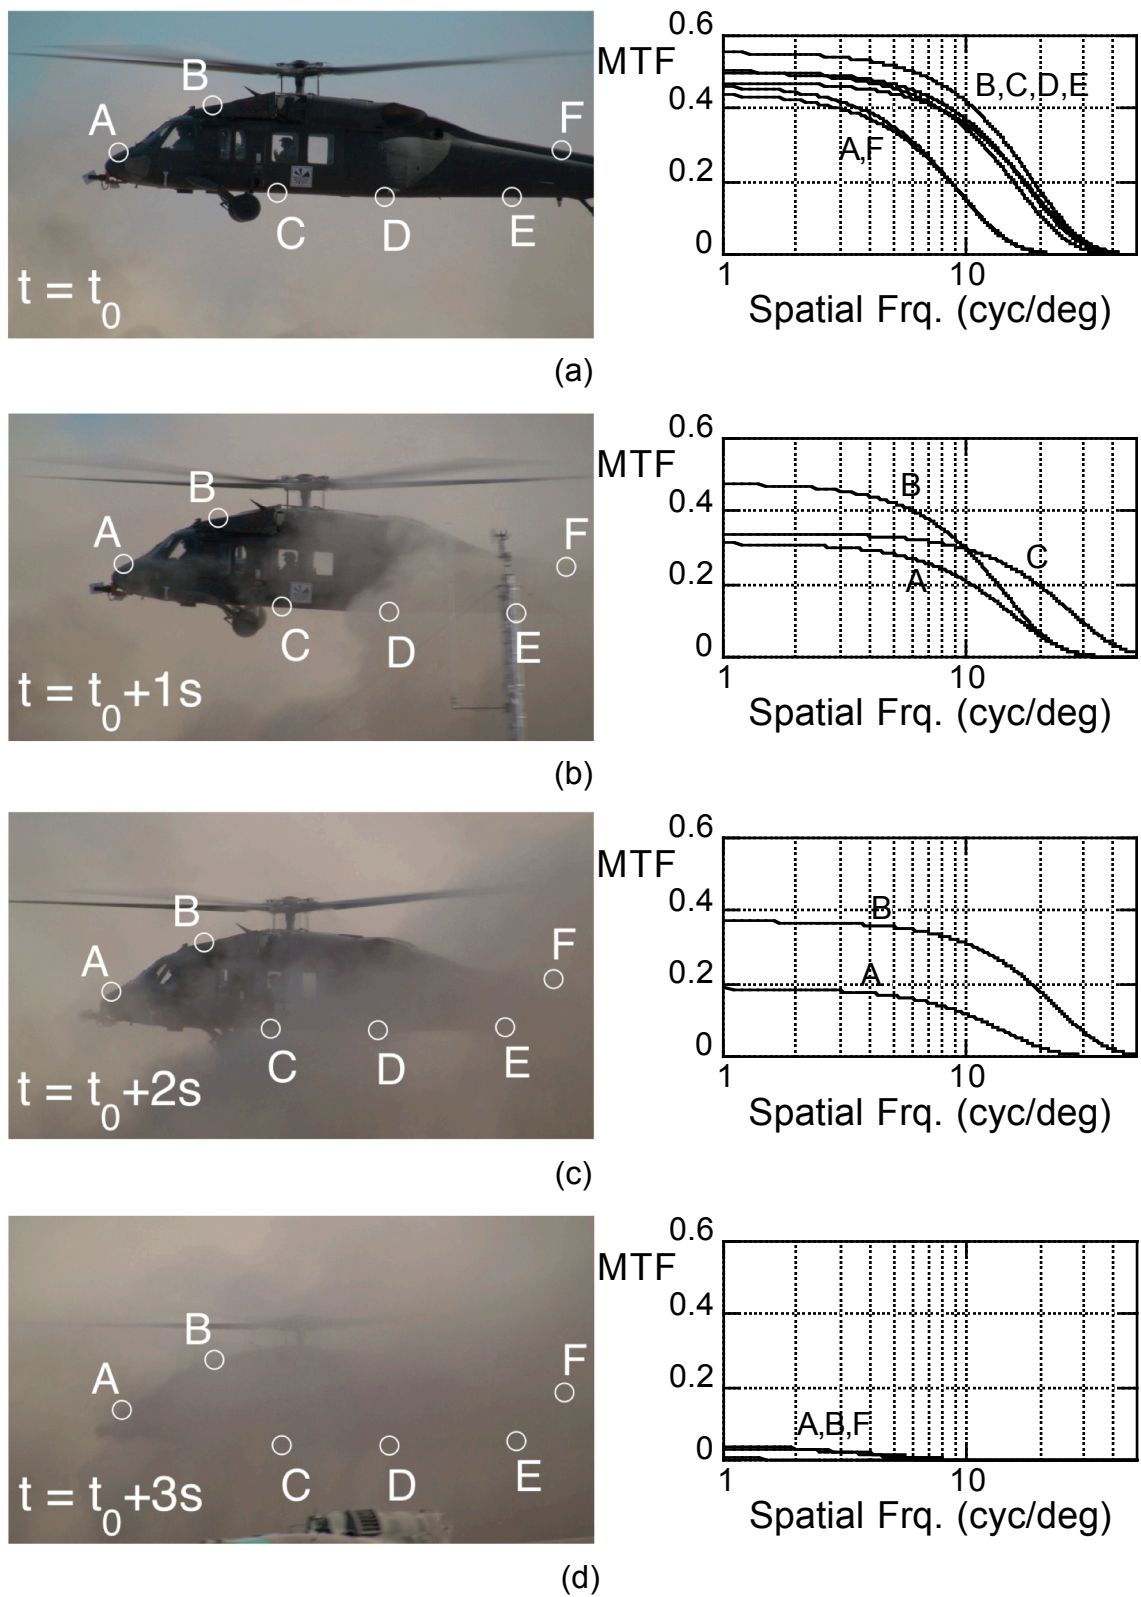 0.6
MTF
B
B,C,D,E
A
F
0.4
A,F
0.2
C
D
E
t = t0
0
1
10
Spatial Frq. (cyc/deg)
(a)
0.6
MTF
B
B
A
F
0.4
C
0.2
A
C
D
E
t = t0+1s
0
1
10
Spatial Frq. (cyc/deg)
(b)
0.6
MTF
B
A
F
0.4
B
0.2
A
C
D
E
t = t0+2s
0
1
10
Spatial Frq. (cyc/deg)
(c)
0.6
MTF
B
A
F
0.4
0.2
A,B,F
C
D
E
t = t0+3s
0
1
10
Spatial Frq. (cyc/deg)
(d)